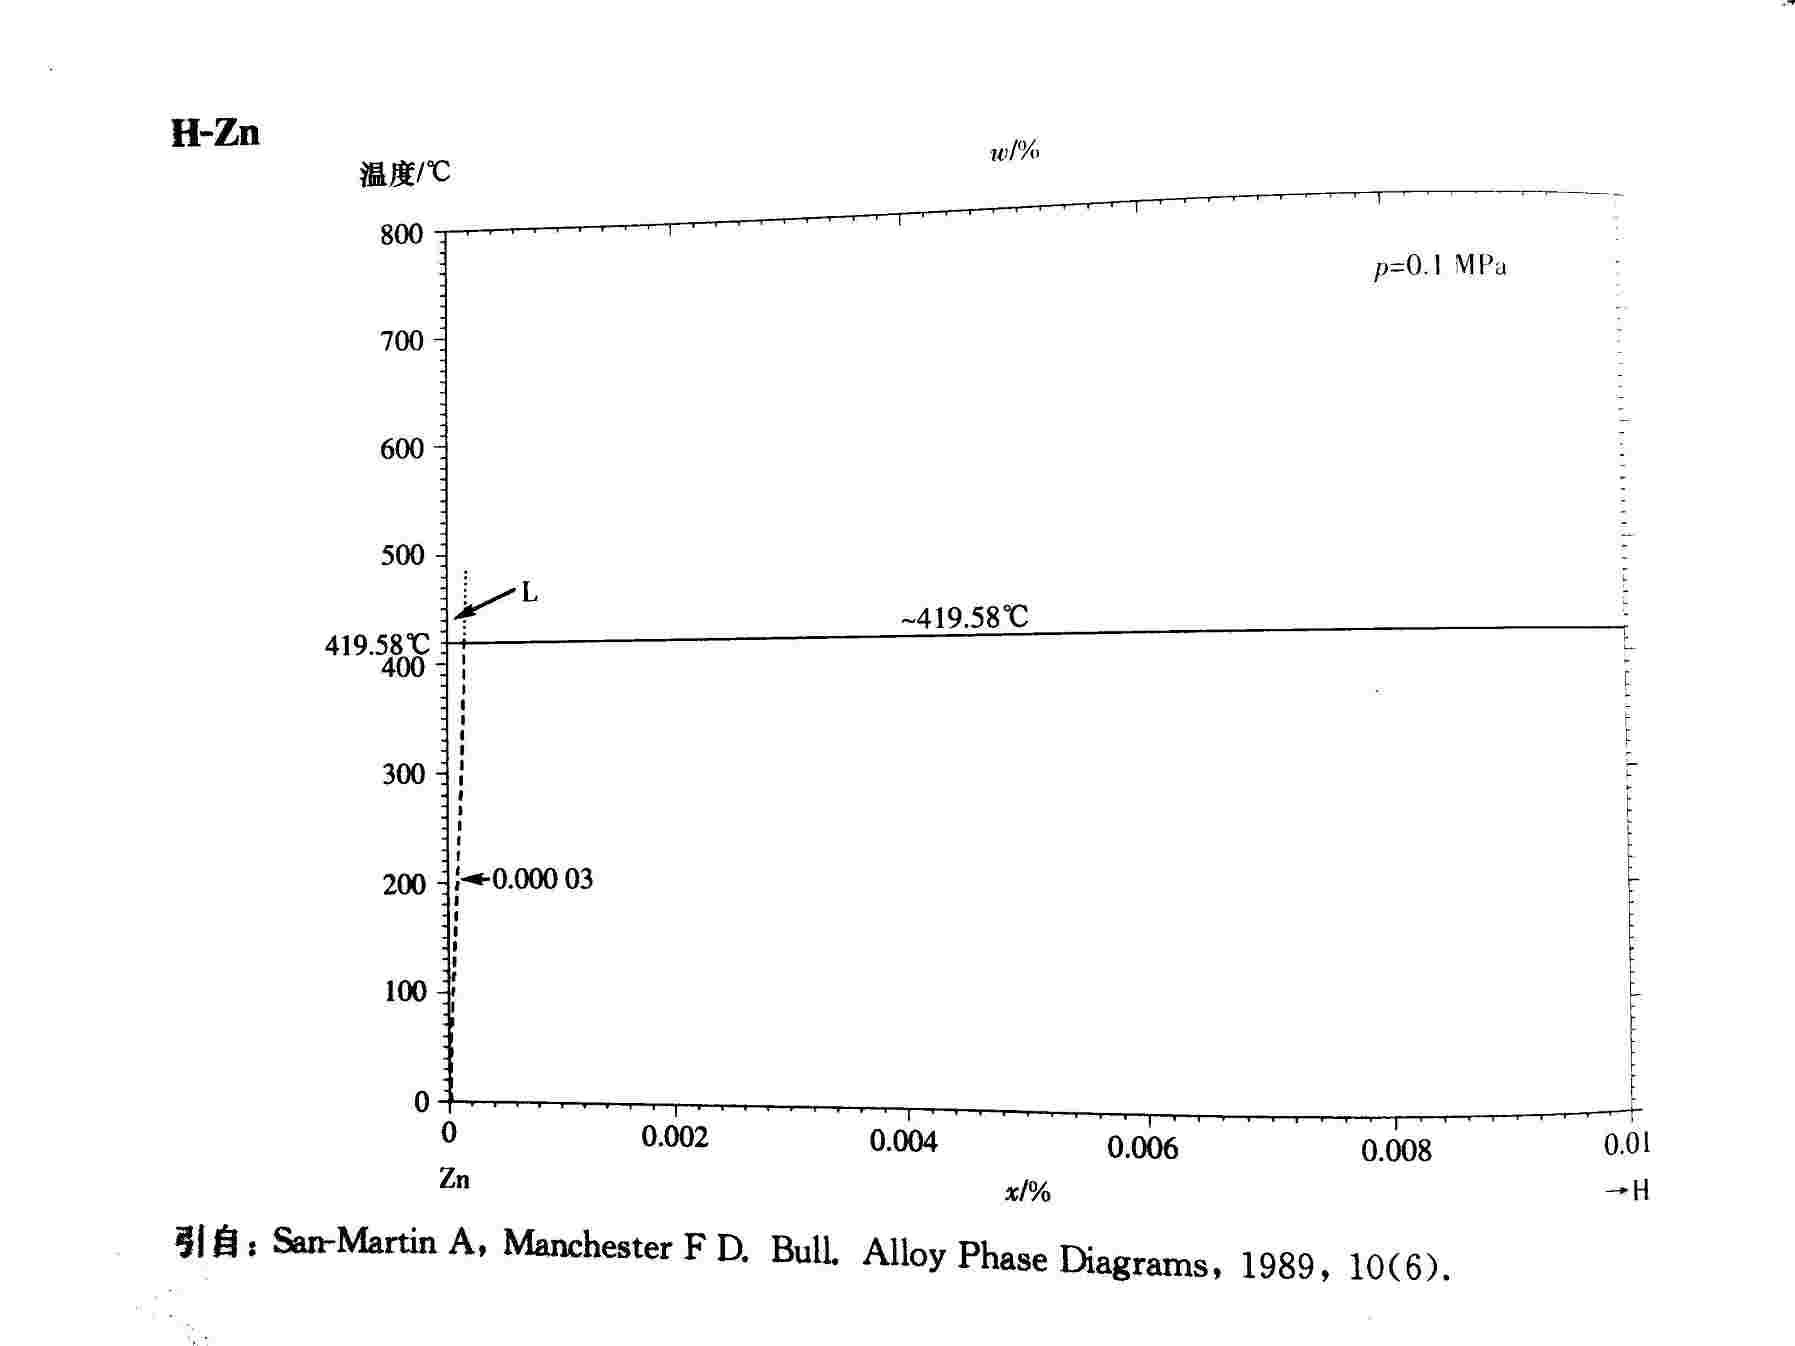 H-Zn
w/%
温度/℃
800
p=0.1 MPa
700
600
500
L
~419.58℃
419.58℃
400
300
200
0.000 03
100
0
0
0.002
0.004
0.006
0.008
0.01
Zn
x/%
→H
引自: San-Martin A, Manchester F D. Bull. Alloy Phase Diagrams, 1989, 10(6).